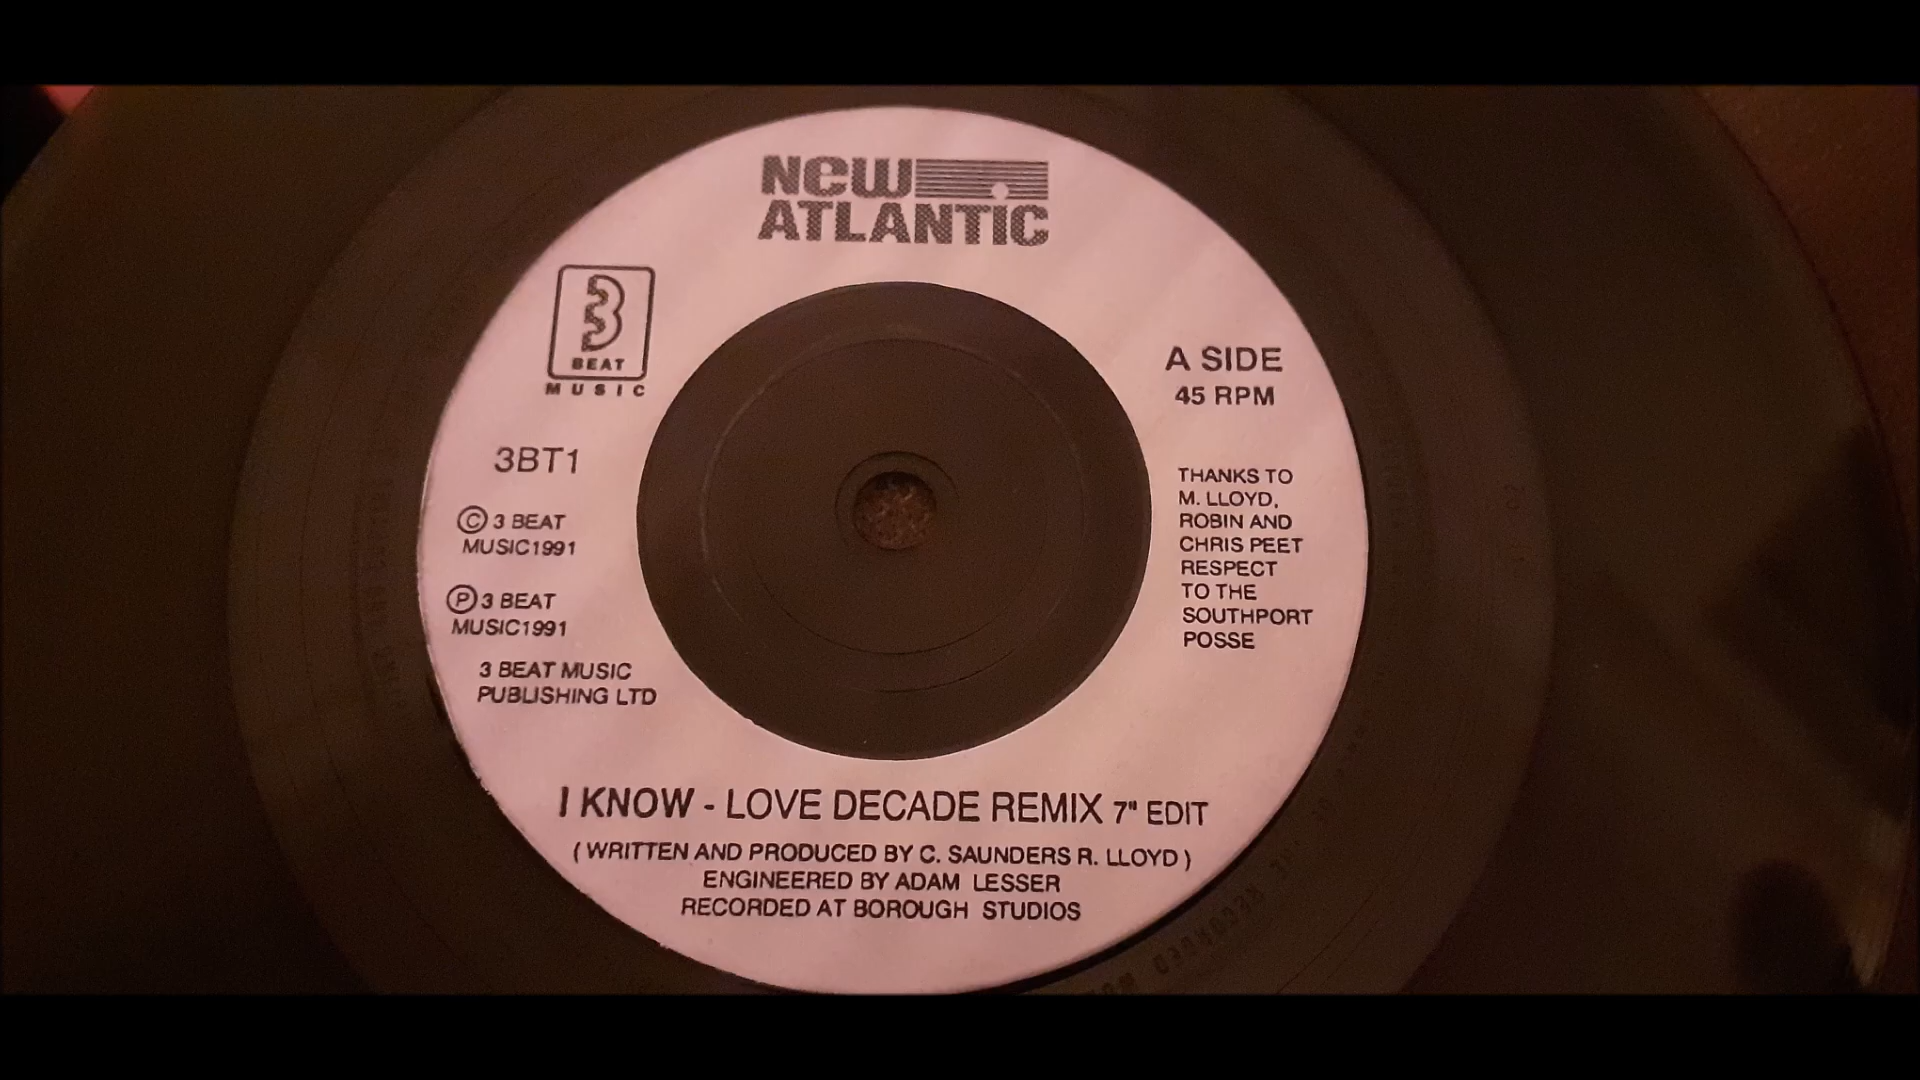 NEW
ATLANTIC
3
BEAT
MUSIC
3BT1
© 3 BEAT
MUSIC1991
Ⓟ 3 BEAT
MUSIC1991
3 BEAT MUSIC
PUBLISHING LTD
A SIDE
45 RPM
THANKS TO
M. LLOYD,
ROBIN AND
CHRIS PEET
RESPECT
TO THE
SOUTHPORT
POSSE
I KNOW - LOVE DECADE REMIX 7" EDIT
( WRITTEN AND PRODUCED BY C. SAUNDERS R. LLOYD )
ENGINEERED BY ADAM LESSER
RECORDED AT BOROUGH STUDIOS